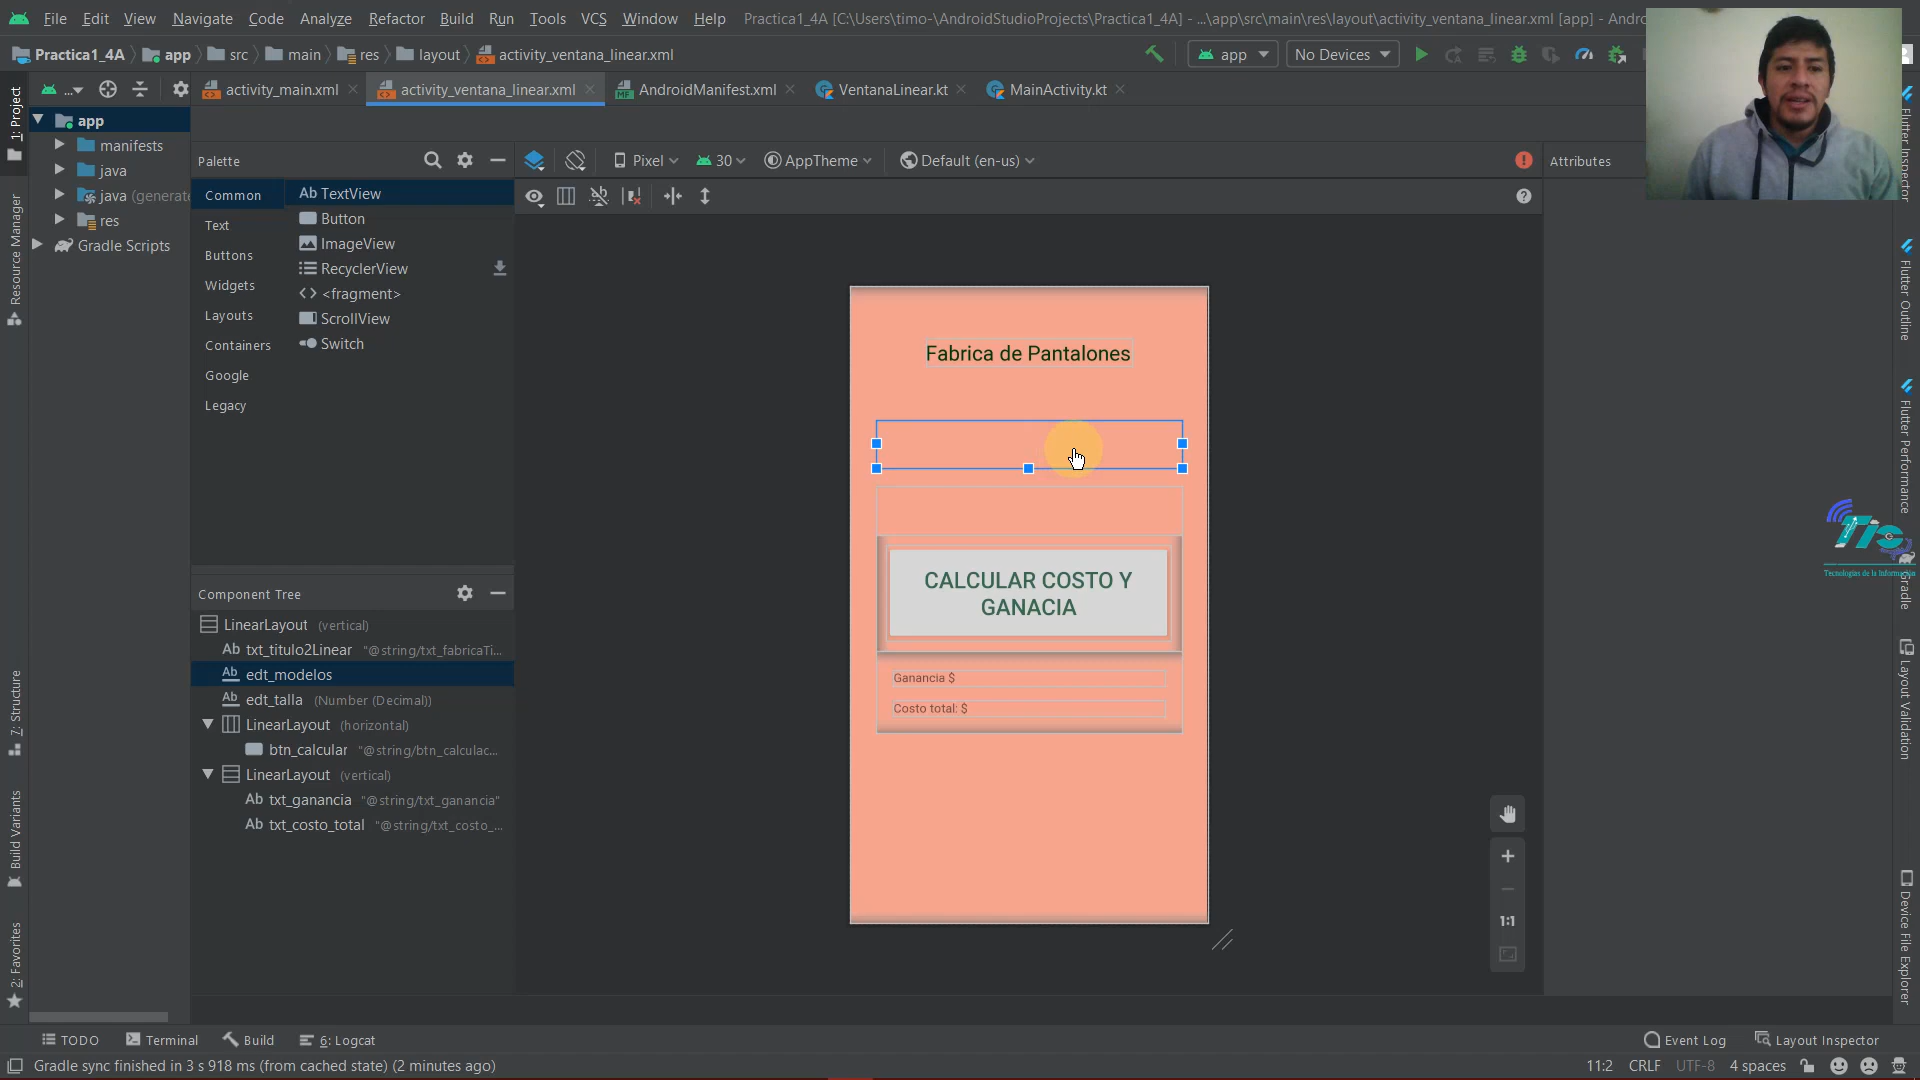 File Edit View Navigate Code Analyze Refactor Build Run Tools VCS Window Help Practica1_4A [C:\Users\timo-\AndroidStudioProjects\Practica1_4A] - ...\app\src\main\res\layout\activity_ventana_linear.xml [app] - Andro
Practica1_4A app src main res layout activity_ventana_linear.xml app No Devices
1: Project
Resource Manager
7: Structure
Build Variants
2: Favorites
...
activity_main.xml activity_ventana_linear.xml AndroidManifest.xml VentanaLinear.kt MainActivity.kt
app
manifests
java
java (generate
res
Gradle Scripts
Palette
Common
Text
Buttons
Widgets
Layouts
Containers
Google
Legacy
Ab TextView
Button
ImageView
RecyclerView
<fragment>
ScrollView
Switch
Pixel 30 AppTheme Default (en-us)
Attributes
Component Tree
LinearLayout (vertical)
Ab txt_titulo2Linear "@string/txt_fabricaTi...
Ab edt_modelos
Ab edt_talla (Number (Decimal))
LinearLayout (horizontal)
btn_calcular "@string/btn_calculac...
LinearLayout (vertical)
Ab txt_ganancia "@string/txt_ganancia"
Ab txt_costo_total "@string/txt_costo_...
Fabrica de Pantalones
CALCULAR COSTO Y
GANACIA
Ganancia $
Costo total: $
1:1
Flutter Inspector
Flutter Outline
Flutter Performance
Gradle
Layout Validation
Device File Explorer
Tic
Tecnologías de la Información
TODO Terminal Build 6: Logcat Event Log Layout Inspector
Gradle sync finished in 3 s 918 ms (from cached state) (2 minutes ago) 11:2 CRLF UTF-8 4 spaces